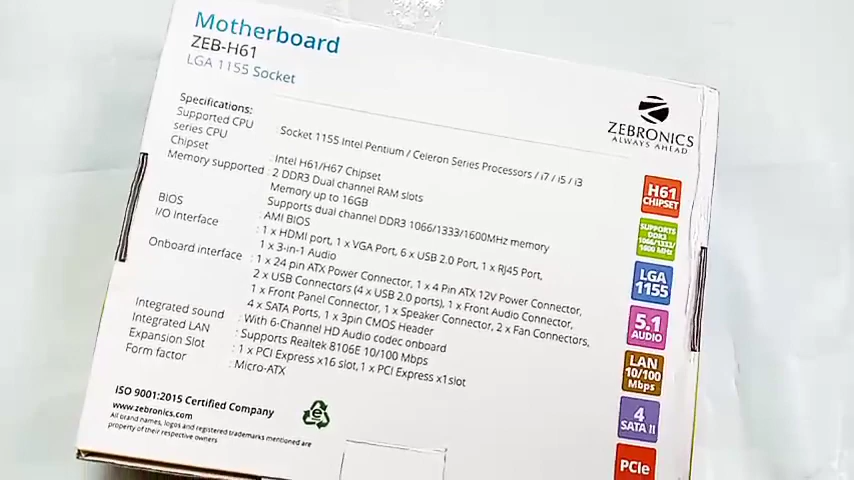 Motherboard
ZEB-H61
LGA 1155 Socket
ZEBRONICS
ALWAYS AHEAD
Specifications:
Supported CPU series CPU : Socket 1155 Intel Pentium / Celeron Series Processors / i7 / i5 / i3
Chipset : Intel H61/H67 Chipset
Memory supported : 2 DDR3 Dual channel RAM slots
Memory up to 16GB
Supports dual channel DDR3 1066/1333/1600MHz memory
BIOS : AMI BIOS
I/O Interface : 1 x HDMI port, 1 x VGA Port, 6 x USB 2.0 Port, 1 x RJ45 Port,
1 x 3-in-1 Audio
Onboard interface : 1 x 24 pin ATX Power Connector, 1 x 4 Pin ATX 12V Power Connector,
2 x USB Connectors (4 x USB 2.0 ports), 1 x Front Audio Connector,
1 x Front Panel Connector, 1 x Speaker Connector, 2 x Fan Connectors,
4 x SATA Ports, 1 x 3pin CMOS Header
Integrated sound : With 6-Channel HD Audio codec onboard
Integrated LAN : Supports Realtek 8106E 10/100 Mbps
Expansion Slot : 1 x PCI Express x16 slot, 1 x PCI Express x1slot
Form factor : Micro-ATX
ISO 9001:2015 Certified Company
www.zebronics.com
All brand names, logos and registered trademarks mentioned are
property of their respective owners
H61
CHIPSET
SUPPORTS
DDR3
1066/1333/
1600 MHz
LGA
1155
5.1
AUDIO
LAN
10/100
Mbps
4
SATA II
PCIe